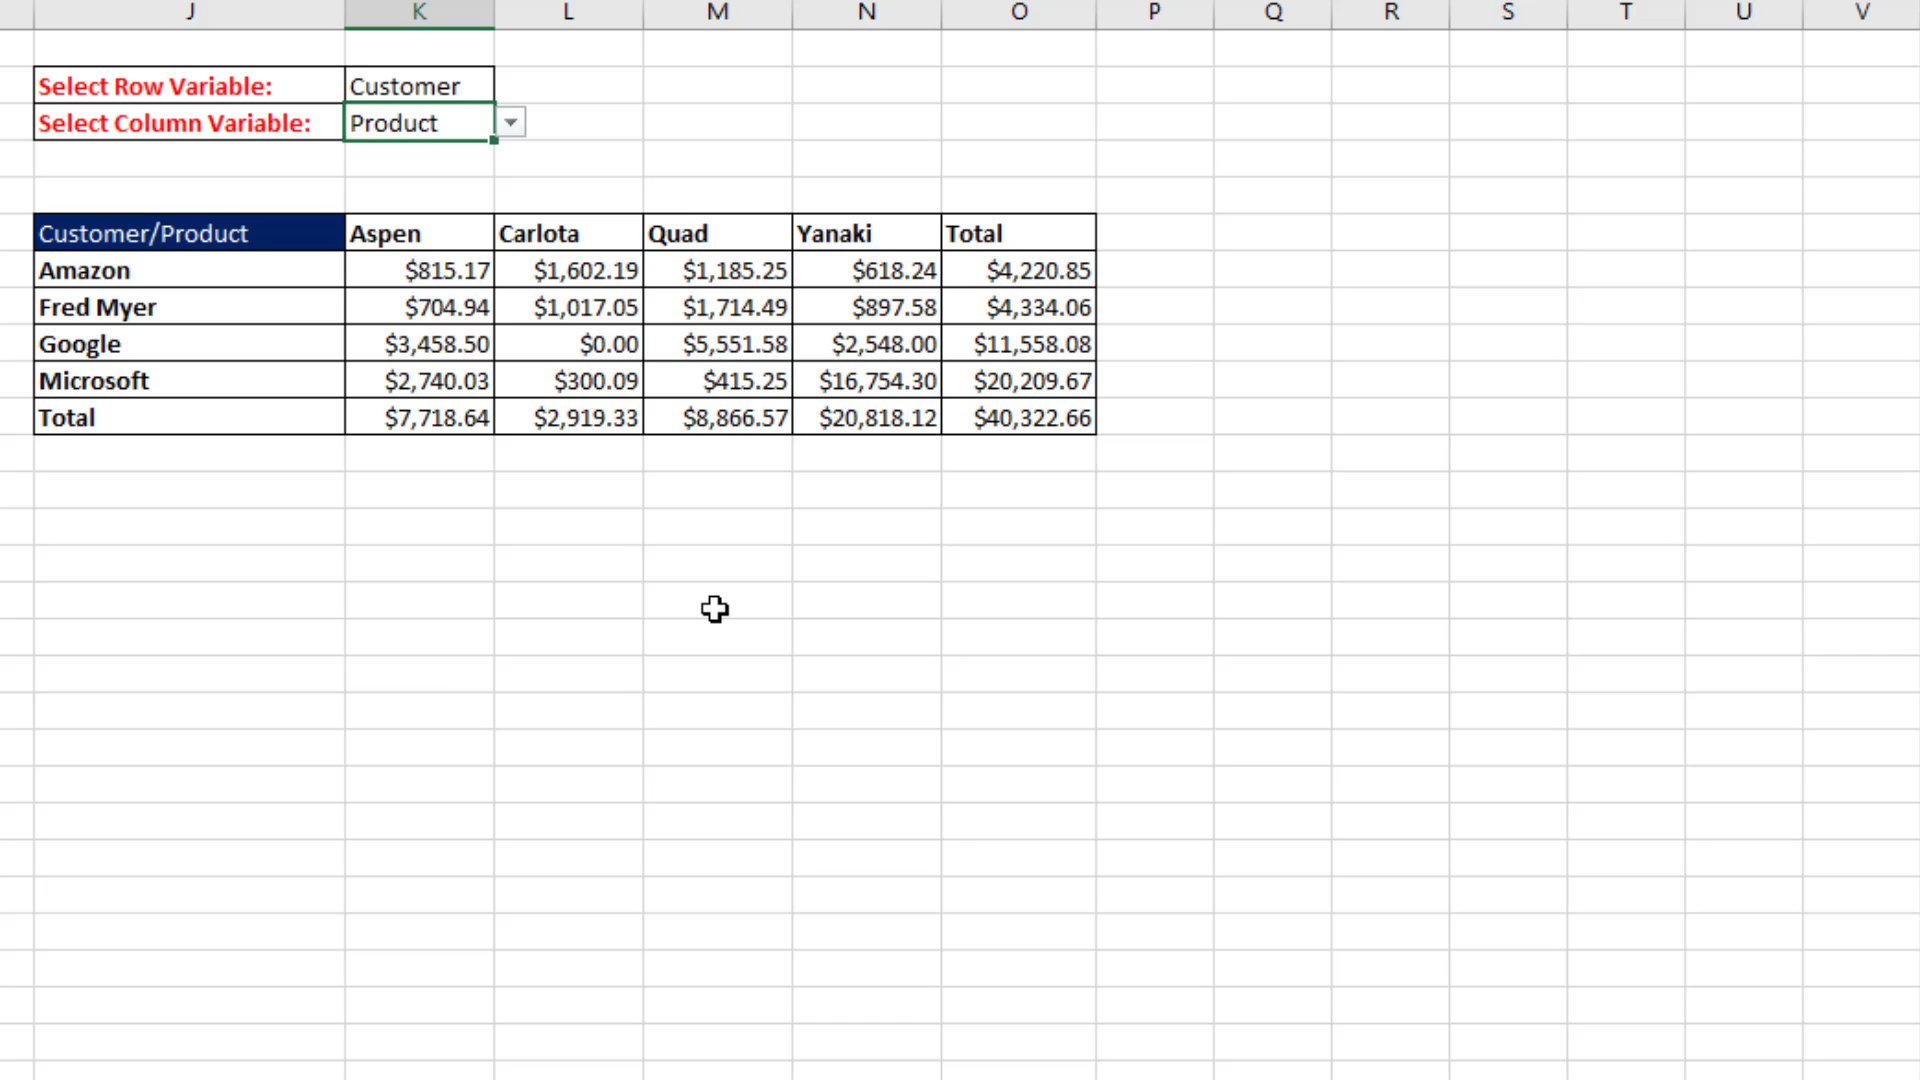 J K L M N O P Q R S T U V
Select Row Variable: Customer
Select Column Variable: Product
Customer/Product Aspen Carlota Quad Yanaki Total
Amazon $815.17 $1,602.19 $1,185.25 $618.24 $4,220.85
Fred Myer $704.94 $1,017.05 $1,714.49 $897.58 $4,334.06
Google $3,458.50 $0.00 $5,551.58 $2,548.00 $11,558.08
Microsoft $2,740.03 $300.09 $415.25 $16,754.30 $20,209.67
Total $7,718.64 $2,919.33 $8,866.57 $20,818.12 $40,322.66